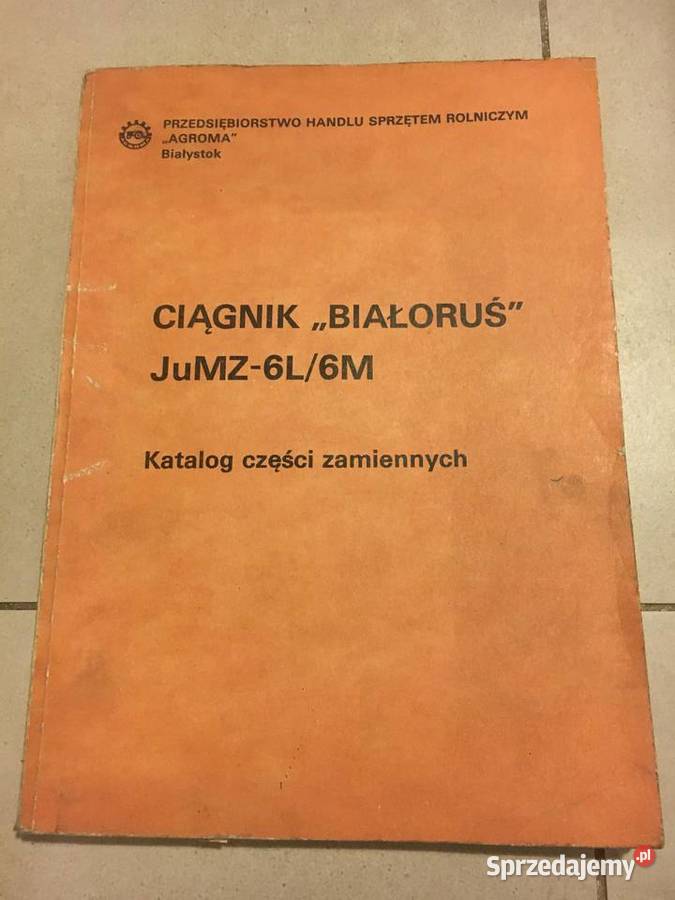 PRZEDSIĘBIORSTWO HANDLU SPRZĘTEM ROLNICZYM
„AGROMA"
Białystok
CIĄGNIK „BIAŁORUŚ”
JuMZ-6L/6M
Katalog części zamiennych
Sprzedajemy.pl